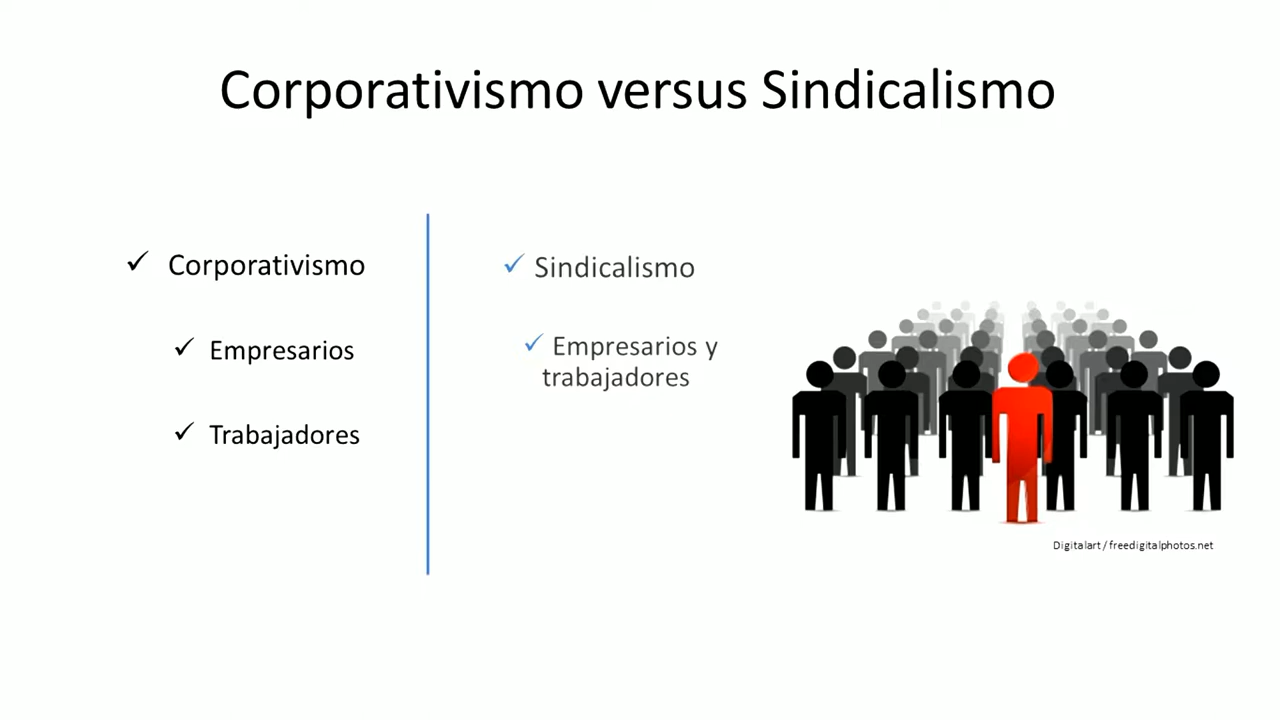 Corporativismo versus Sindicalismo
✓ Corporativismo
✓ Empresarios
✓ Trabajadores
✓ Sindicalismo
✓ Empresarios y
trabajadores
Digitalart / freedigitalphotos.net